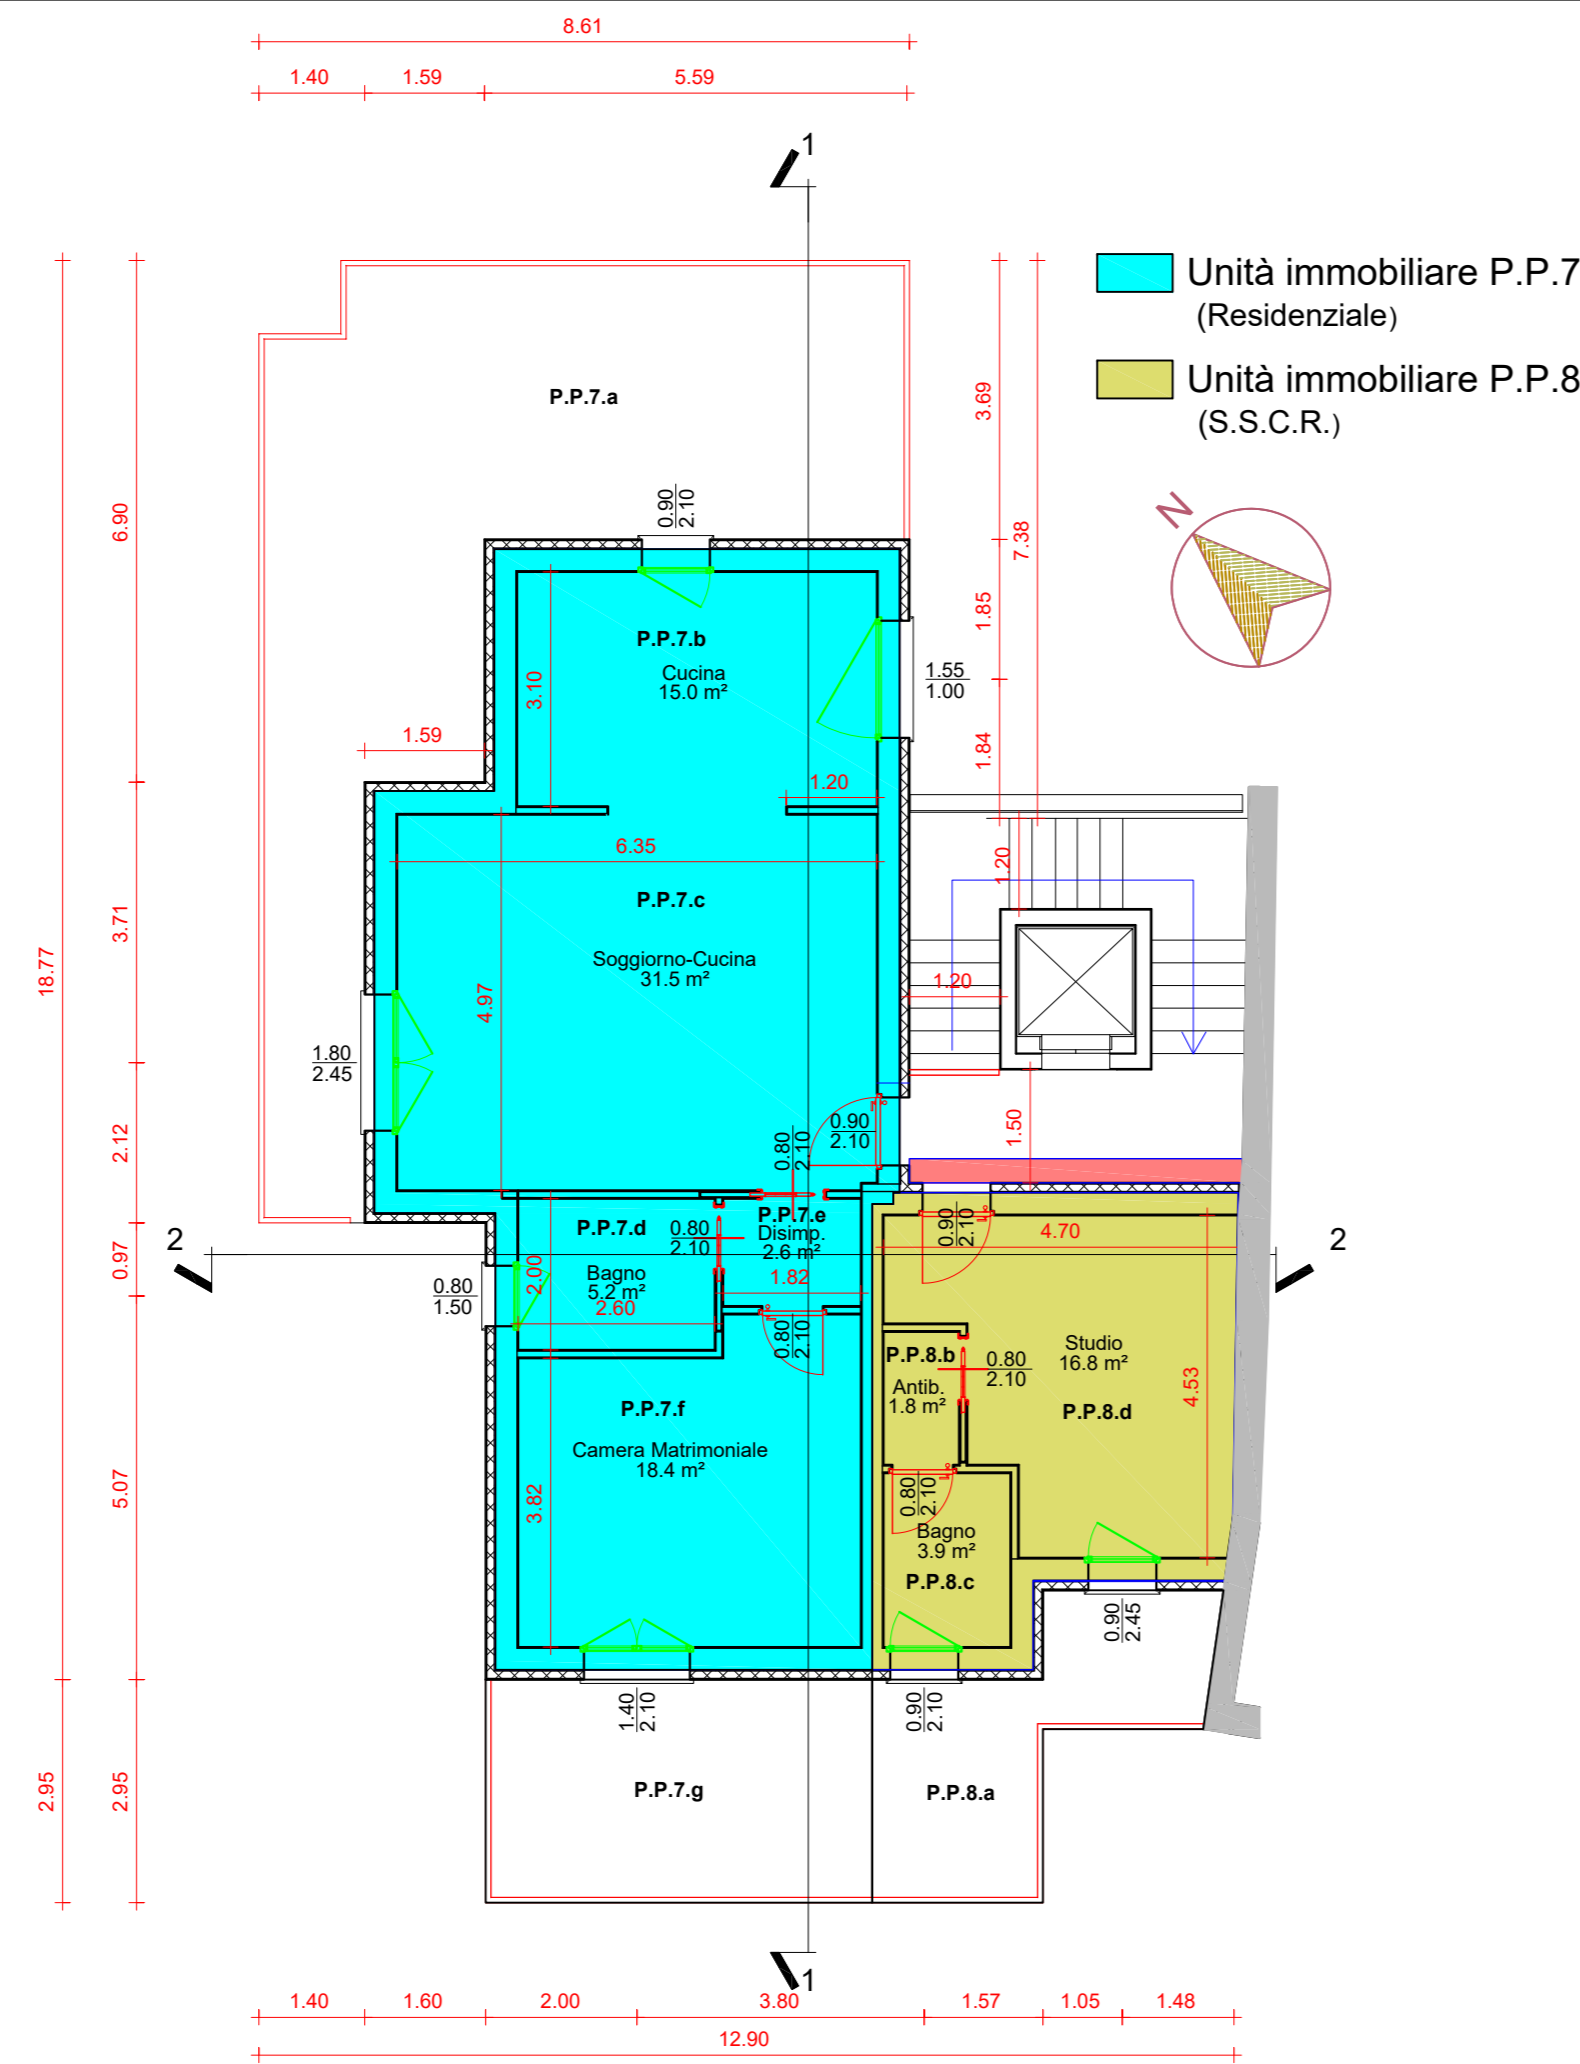 8.61
1.40 1.59 5.59
1
Unità immobiliare P.P.7
(Residenziale)
Unità immobiliare P.P.8
(S.S.C.R.)
N
P.P.7.a
3.69
7.38
1.85
1.84
6.90
3.71
18.77
2.12
0.97
5.07
2.95
2.95
0.90
2.10
P.P.7.b
Cucina
15.0 m²
3.10
1.55
1.00
1.59
1.20
6.35
P.P.7.c
Soggiorno-Cucina
31.5 m²
4.97
1.20
1.20
1.50
1.80
2.45
0.90
2.10
0.80
2.10
P.P.7.d
0.80
2.10
P.P.7.e
Disimp.
2.6 m²
1.82
Bagno
5.2 m²
2.00
2.60
0.80
1.50
2
2
0.90
2.10
4.70
0.80
2.10
P.P.8.b
Antib.
1.8 m²
0.80
2.10
Studio
16.8 m²
P.P.8.d
4.53
P.P.7.f
Camera Matrimoniale
18.4 m²
3.82
0.80
2.10
Bagno
3.9 m²
P.P.8.c
0.90
2.45
1.40
2.10
0.90
2.10
P.P.7.g
P.P.8.a
1
1.40 1.60 2.00 3.80 1.57 1.05 1.48
12.90